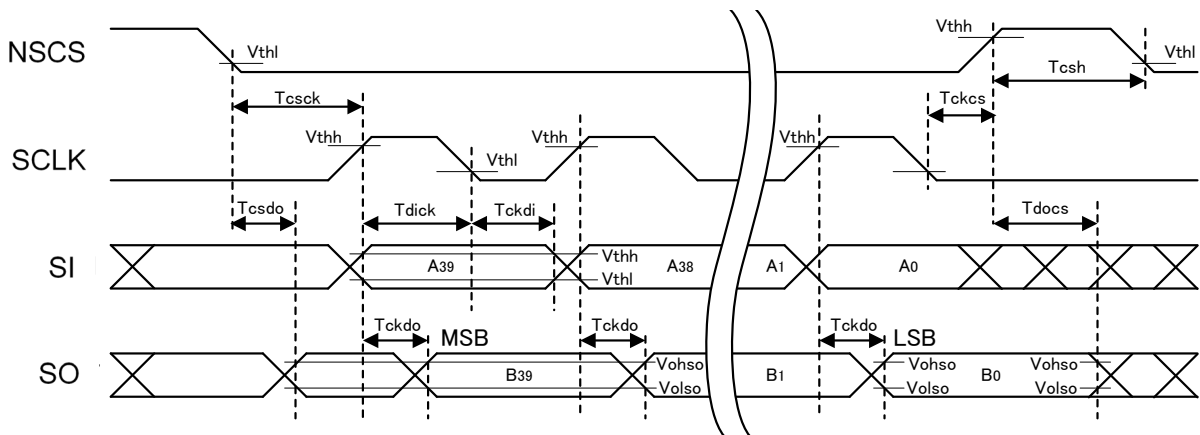 NSCS
Vthl
Vthh
Vthl
Tcsh
Tcsck
Tckcs
SCLK
Vthh
Vthl
Vthh
Tcsdo
Tdick
Tckdi
Tdocs
SI
A39
Vthh
Vthl
A38
A1
A0
Tckdo
MSB
Tckdo
Tckdo
LSB
SO
B39
Vohso
Volso
B1
Vohso
Volso
B0
Vohso
Volso